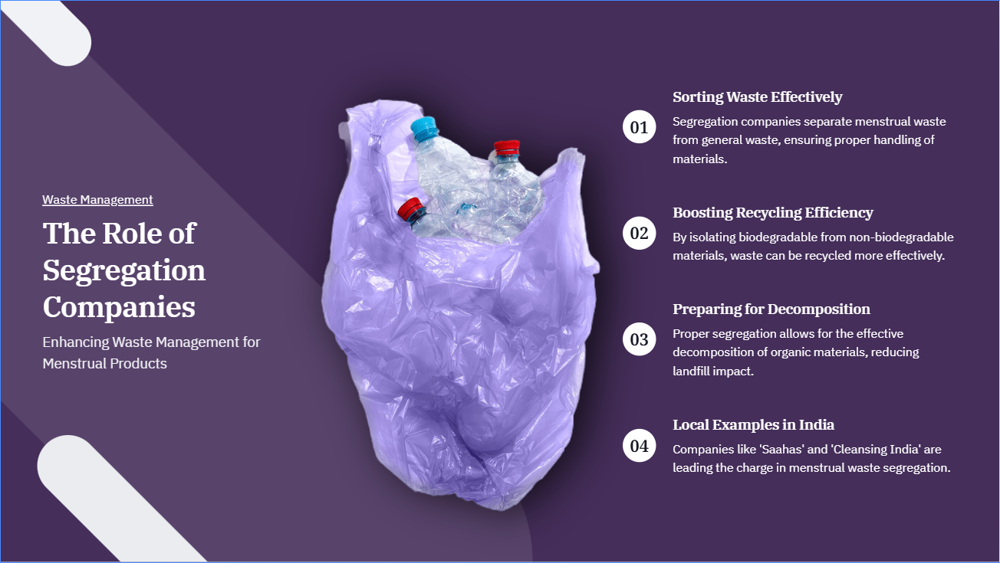 Waste Management
The Role of
Segregation
Companies
Enhancing Waste Management for
Menstrual Products
01
Sorting Waste Effectively
Segregation companies separate menstrual waste
from general waste, ensuring proper handling of
materials.
02
Boosting Recycling Efficiency
By isolating biodegradable from non-biodegradable
materials, waste can be recycled more effectively.
03
Preparing for Decomposition
Proper segregation allows for the effective
decomposition of organic materials, reducing
landfill impact.
04
Local Examples in India
Companies like 'Saahas' and 'Cleansing India' are
leading the charge in menstrual waste segregation.